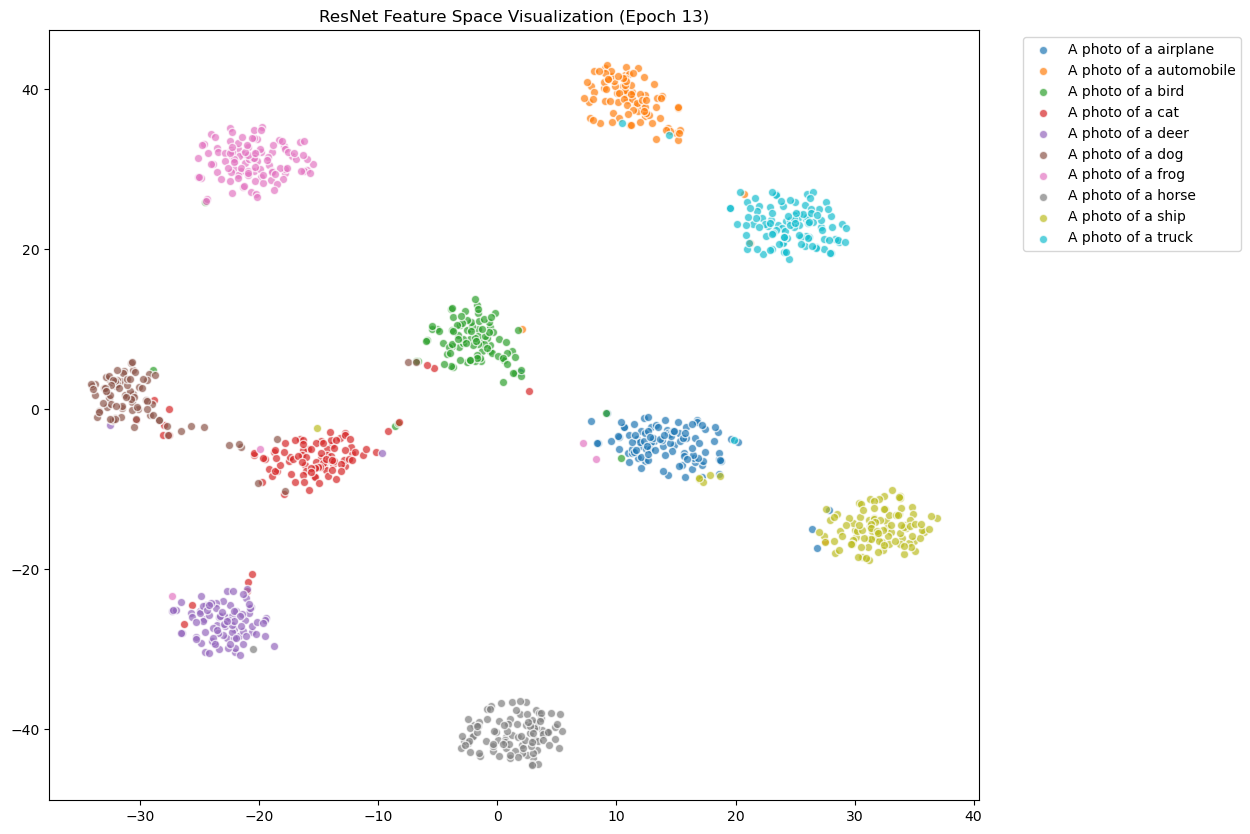 ResNet Feature Space Visualization (Epoch 13)
A photo of a airplane
A photo of a automobile
A photo of a bird
A photo of a cat
A photo of a deer
A photo of a dog
A photo of a frog
A photo of a horse
A photo of a ship
A photo of a truck
40
20
0
−20
−40
−30
−20
−10
0
10
20
30
40